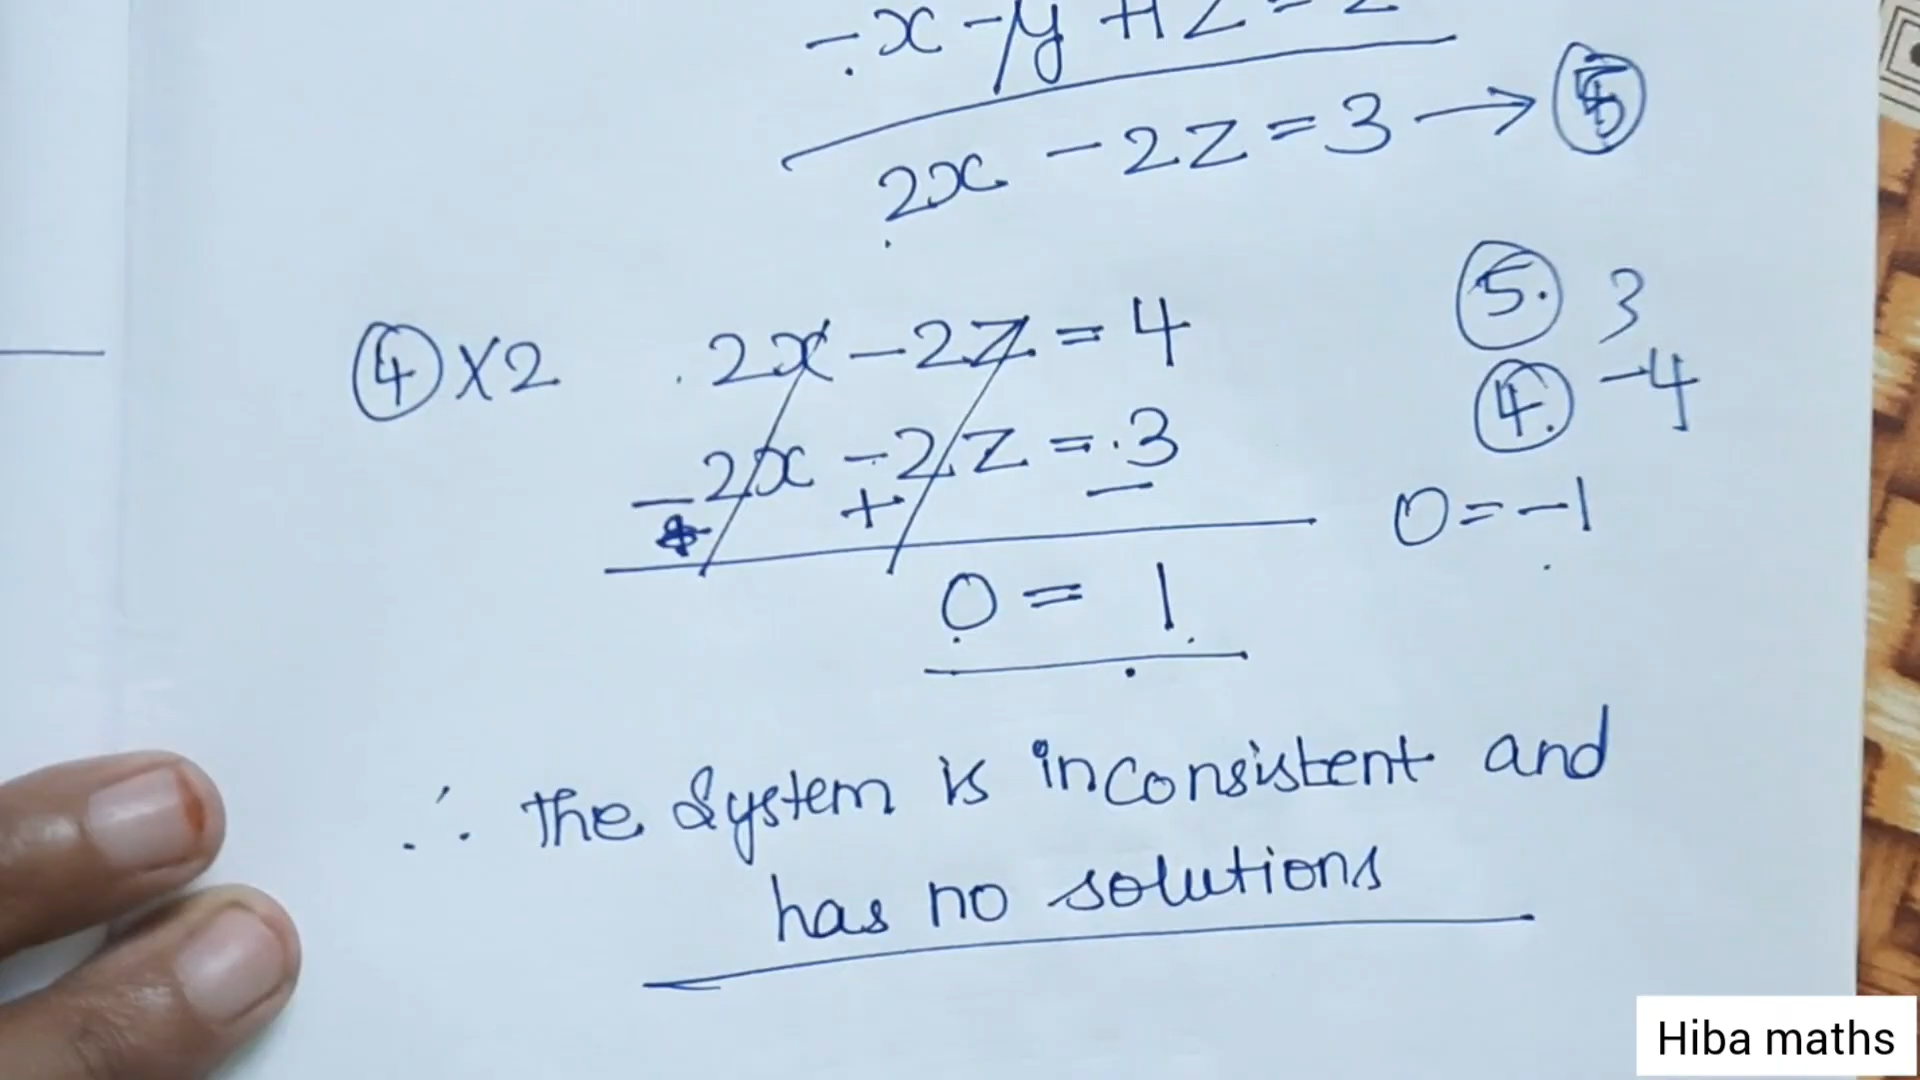 2x - 2z = 3 → ⑤
④ x2 2x - 2z = 4
2x - 2z = 3
- + -
0 = 1
⑤ 3
④ -4
0 = -1
∴ The System is inconsistent and
has no solutions
Hiba maths